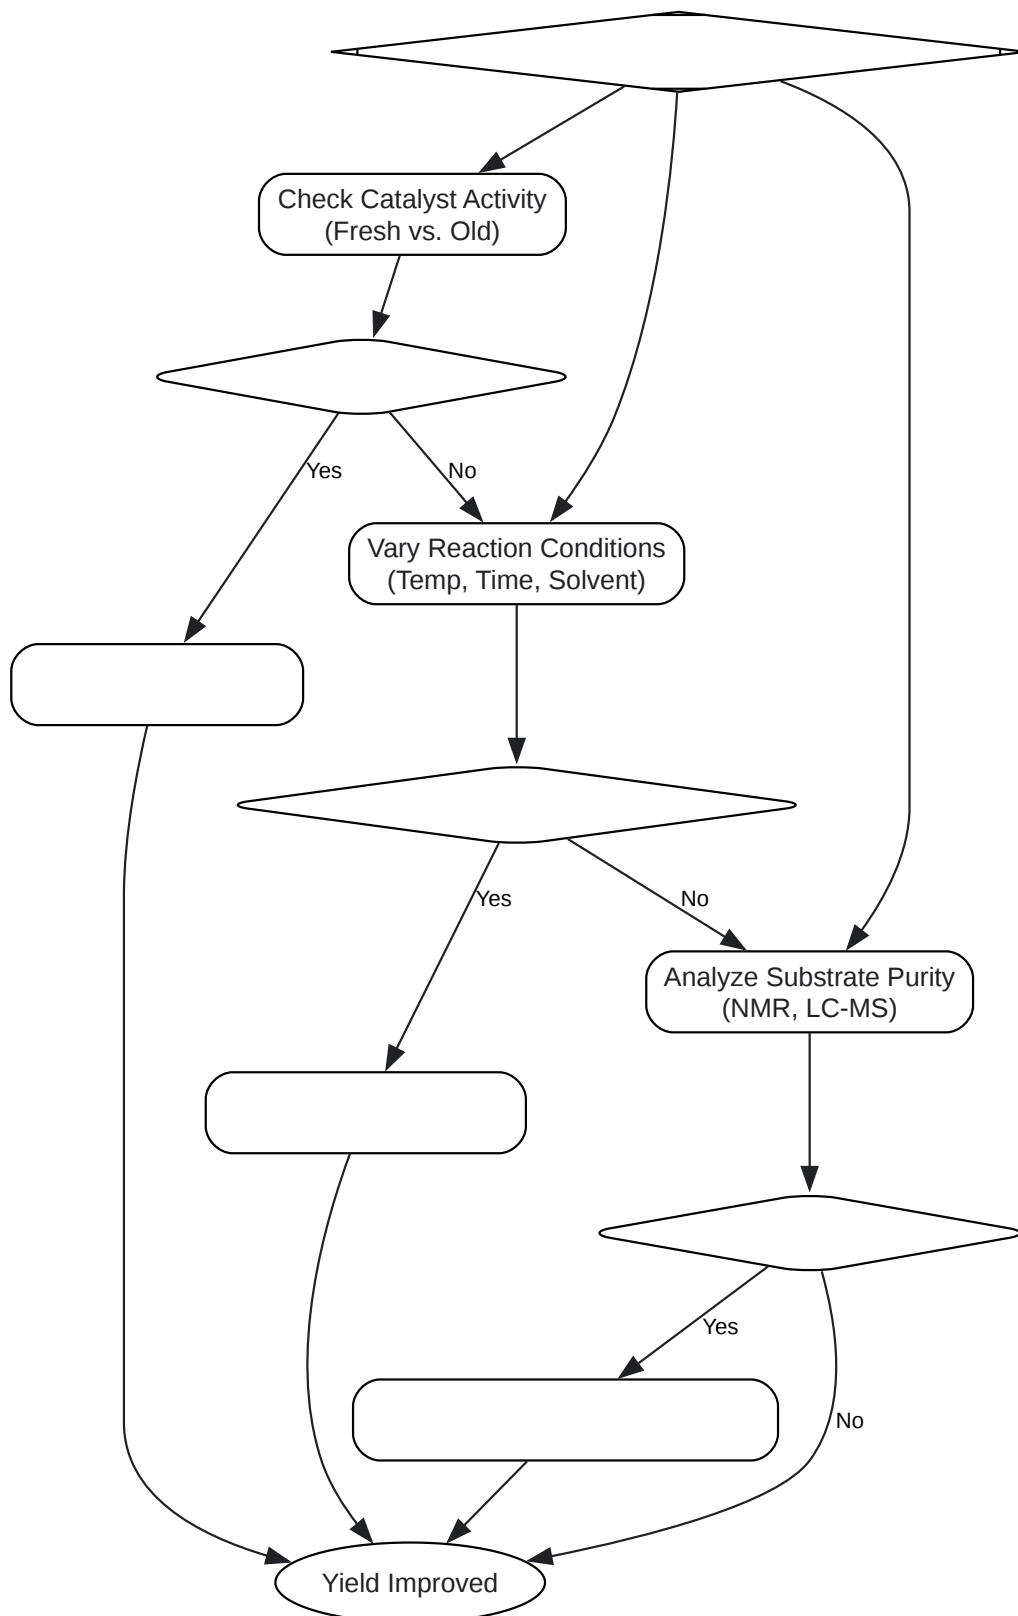 Check Catalyst Activity
(Fresh vs. Old)
Yes
No
Vary Reaction Conditions
(Temp, Time, Solvent)
Yes
No
Analyze Substrate Purity
(NMR, LC-MS)
Yes
No
Yield Improved